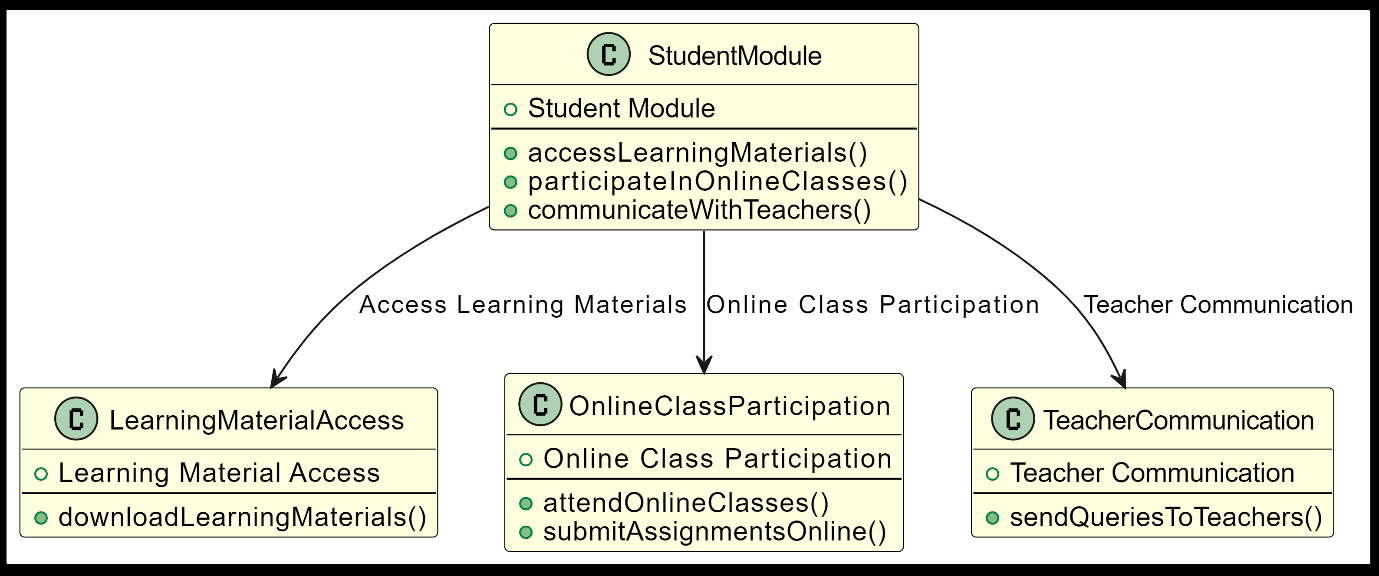 C StudentModule
Student Module
accessLearningMaterials()
participateInOnlineClasses()
communicateWithTeachers()
Access Learning Materials
Online Class Participation
Teacher Communication
C LearningMaterialAccess
Learning Material Access
downloadLearningMaterials()
C OnlineClassParticipation
Online Class Participation
attendOnlineClasses()
submitAssignmentsOnline()
C TeacherCommunication
Teacher Communication
sendQueriesToTeachers()